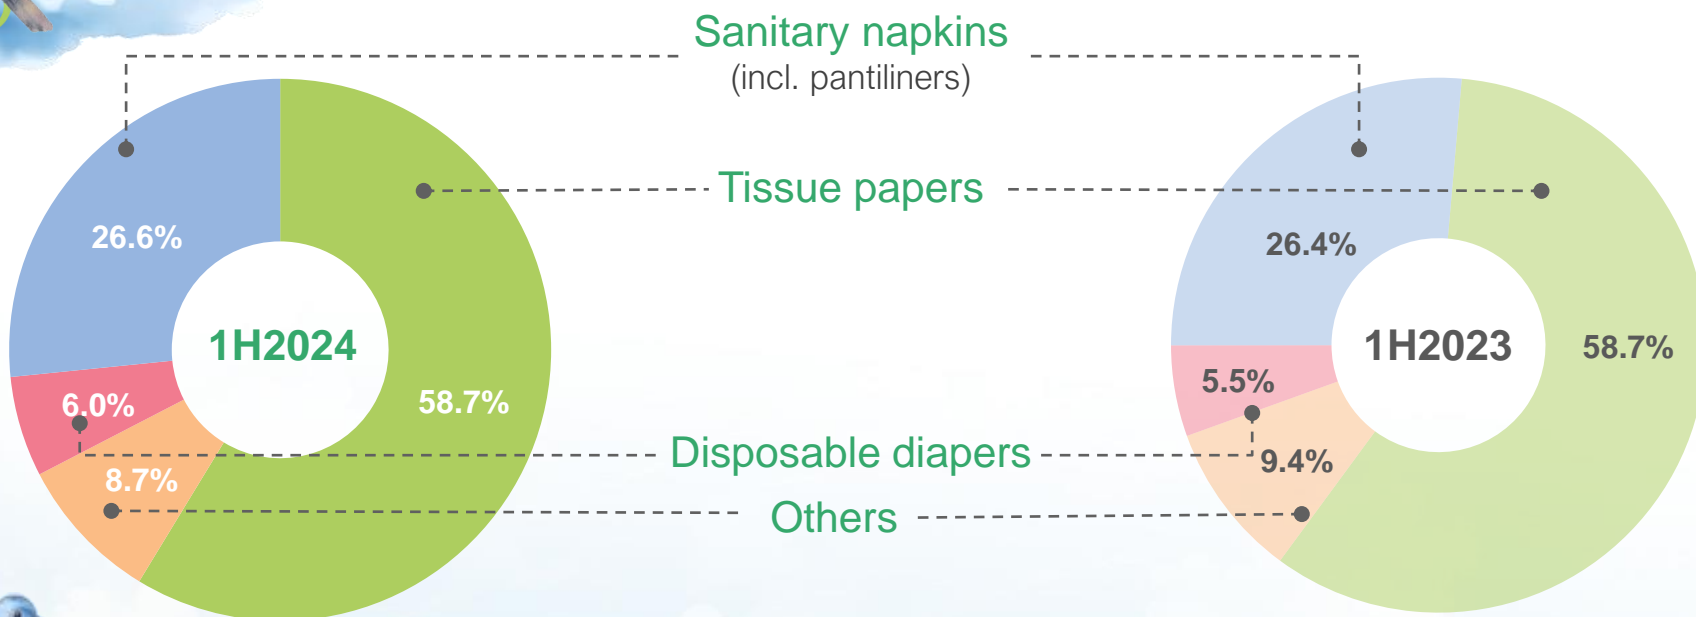 Sanitary napkins
(incl. pantiliners)
Tissue papers
26.6%
26.4%
1H2024
1H2023
58.7%
58.7%
5.5%
6.0%
Disposable diapers
8.7%
9.4%
Others